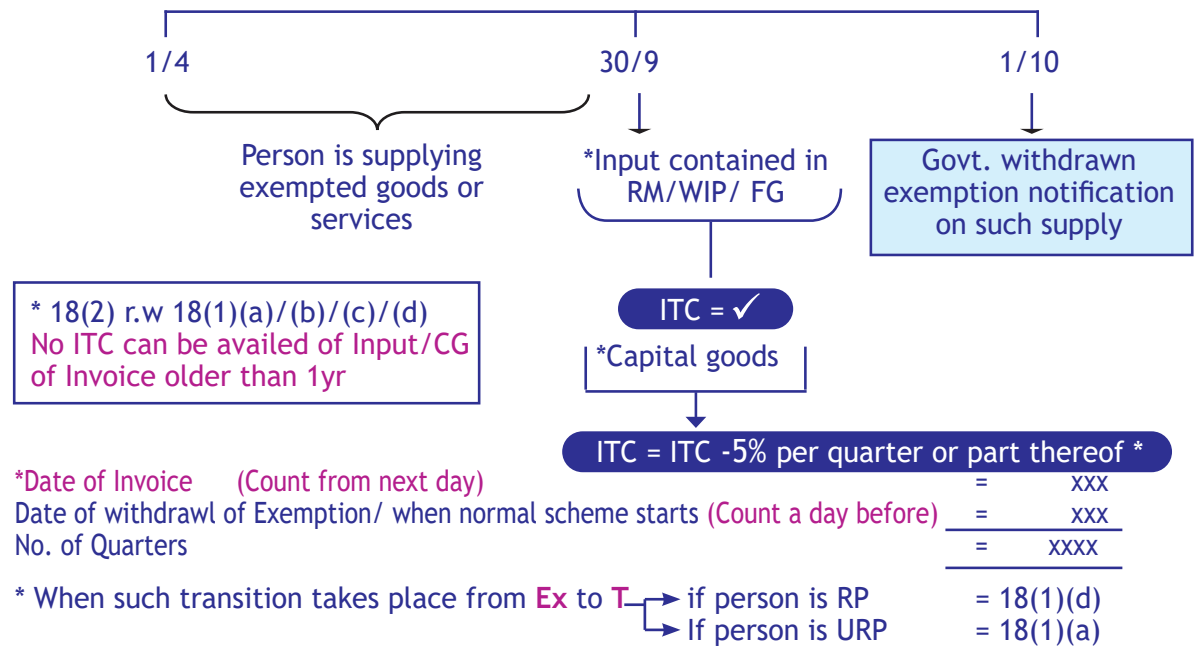 1/4 30/9 1/10
Person is supplying
exempted goods or
services
*Input contained in
RM/WIP/ FG
Govt. withdrawn
exemption notification
on such supply
* 18(2) r.w 18(1)(a)/(b)/(c)/(d)
No ITC can be availed of Input/CG
of Invoice older than 1yr
ITC = ✓
*Capital goods
ITC = ITC -5% per quarter or part thereof *
*Date of Invoice (Count from next day) = xxx
Date of withdrawl of Exemption/ when normal scheme starts (Count a day before) = xxx
No. of Quarters = xxxx
* When such transition takes place from Ex to T if person is RP = 18(1)(d)
If person is URP = 18(1)(a)